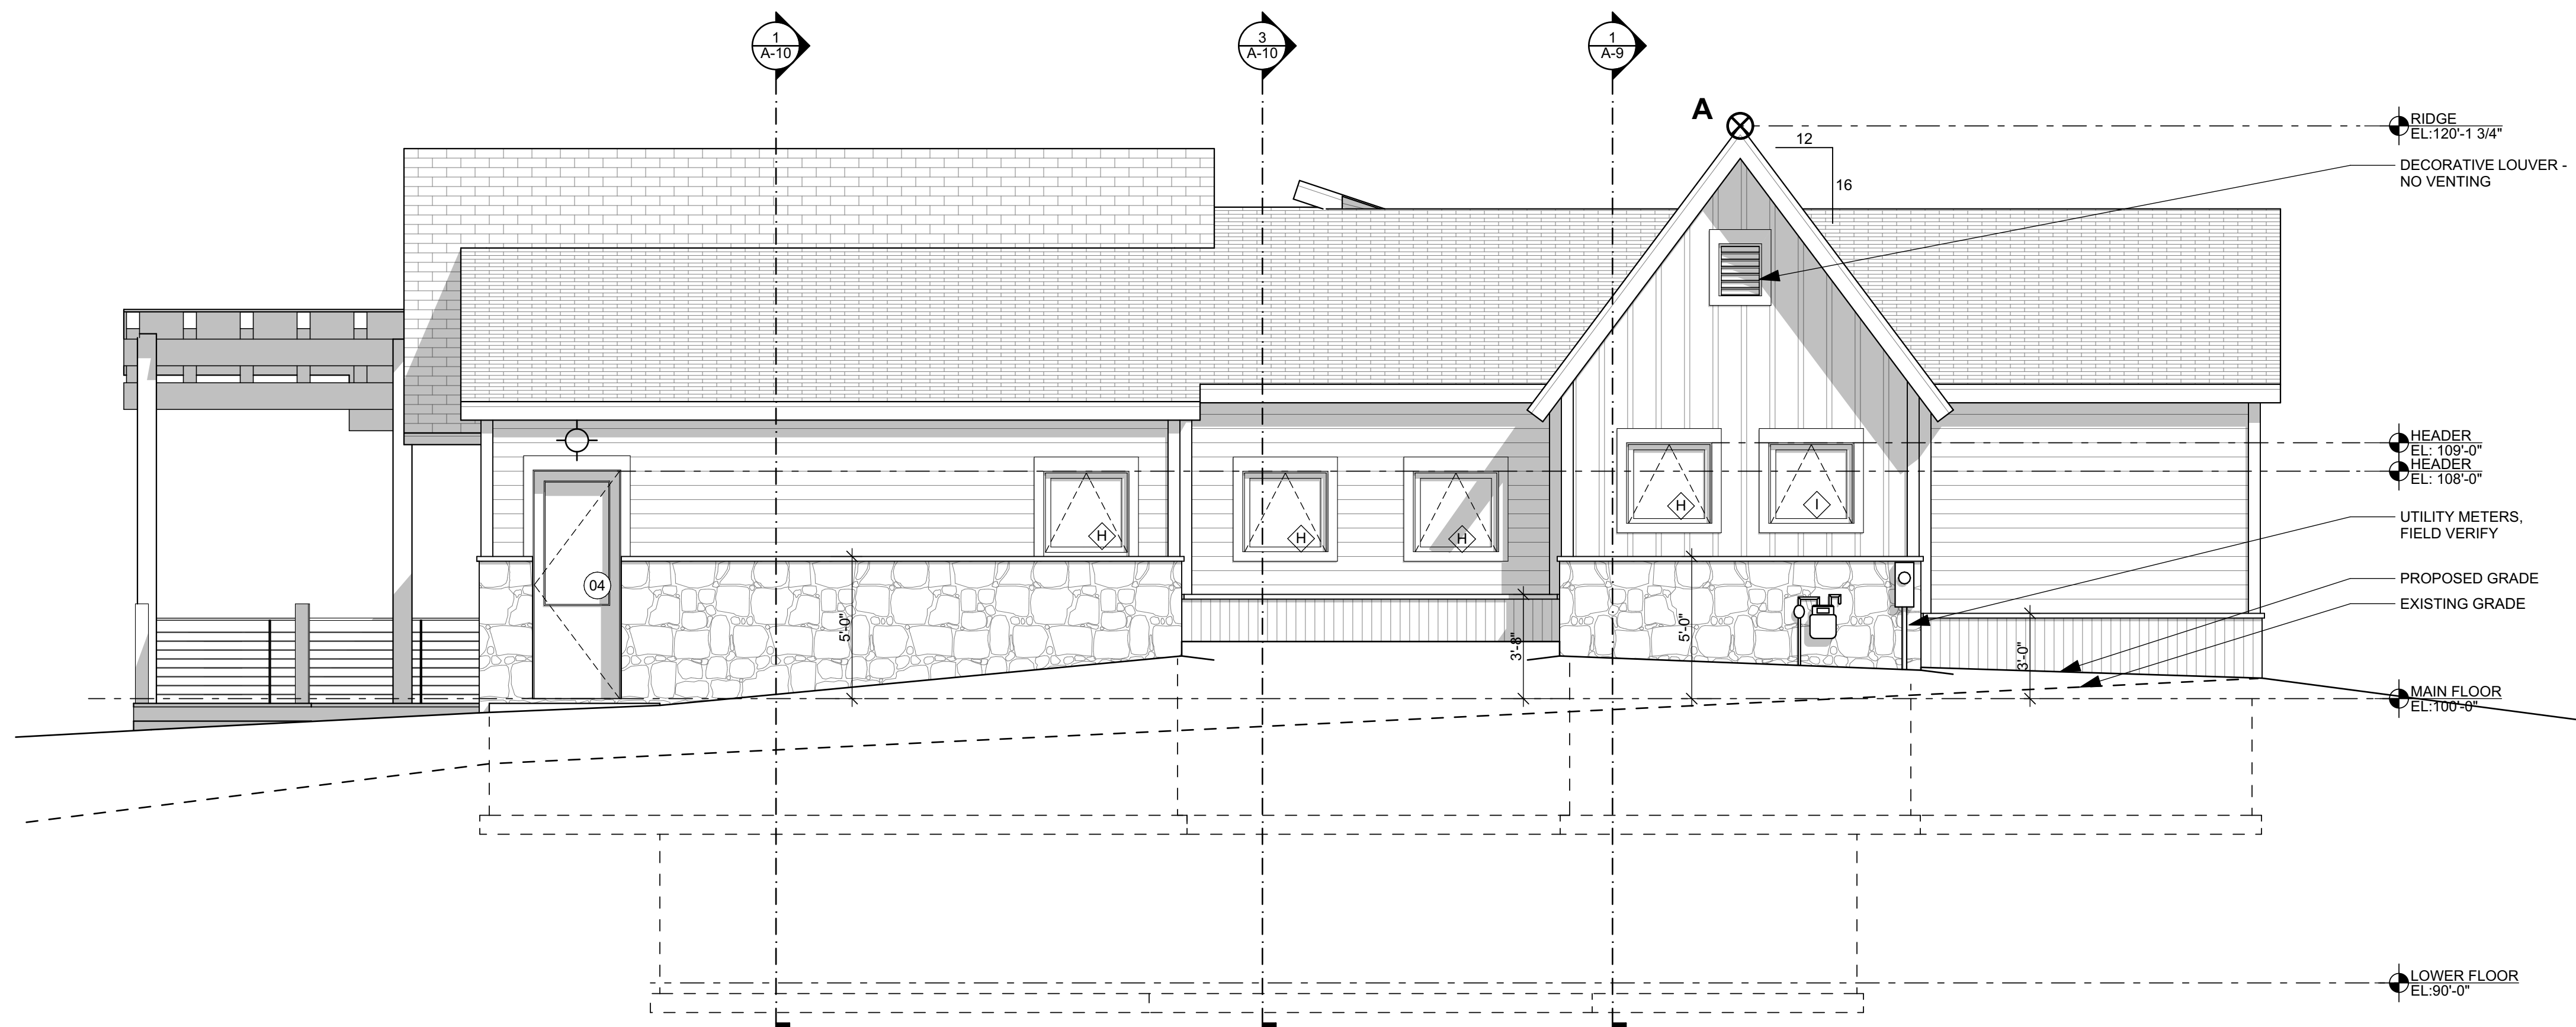 1
A-10
3
A-10
1
A-9
A
RIDGE
EL:120'-1 3/4"
12
16
DECORATIVE LOUVER -
NO VENTING
HEADER
EL: 109'-0"
HEADER
EL: 108'-0"
H
H
H
H
I
UTILITY METERS,
FIELD VERIFY
04
PROPOSED GRADE
EXISTING GRADE
5'-0"
3'-8"
5'-0"
3'-0"
MAIN FLOOR
EL:100'-0"
LOWER FLOOR
EL:90'-0"